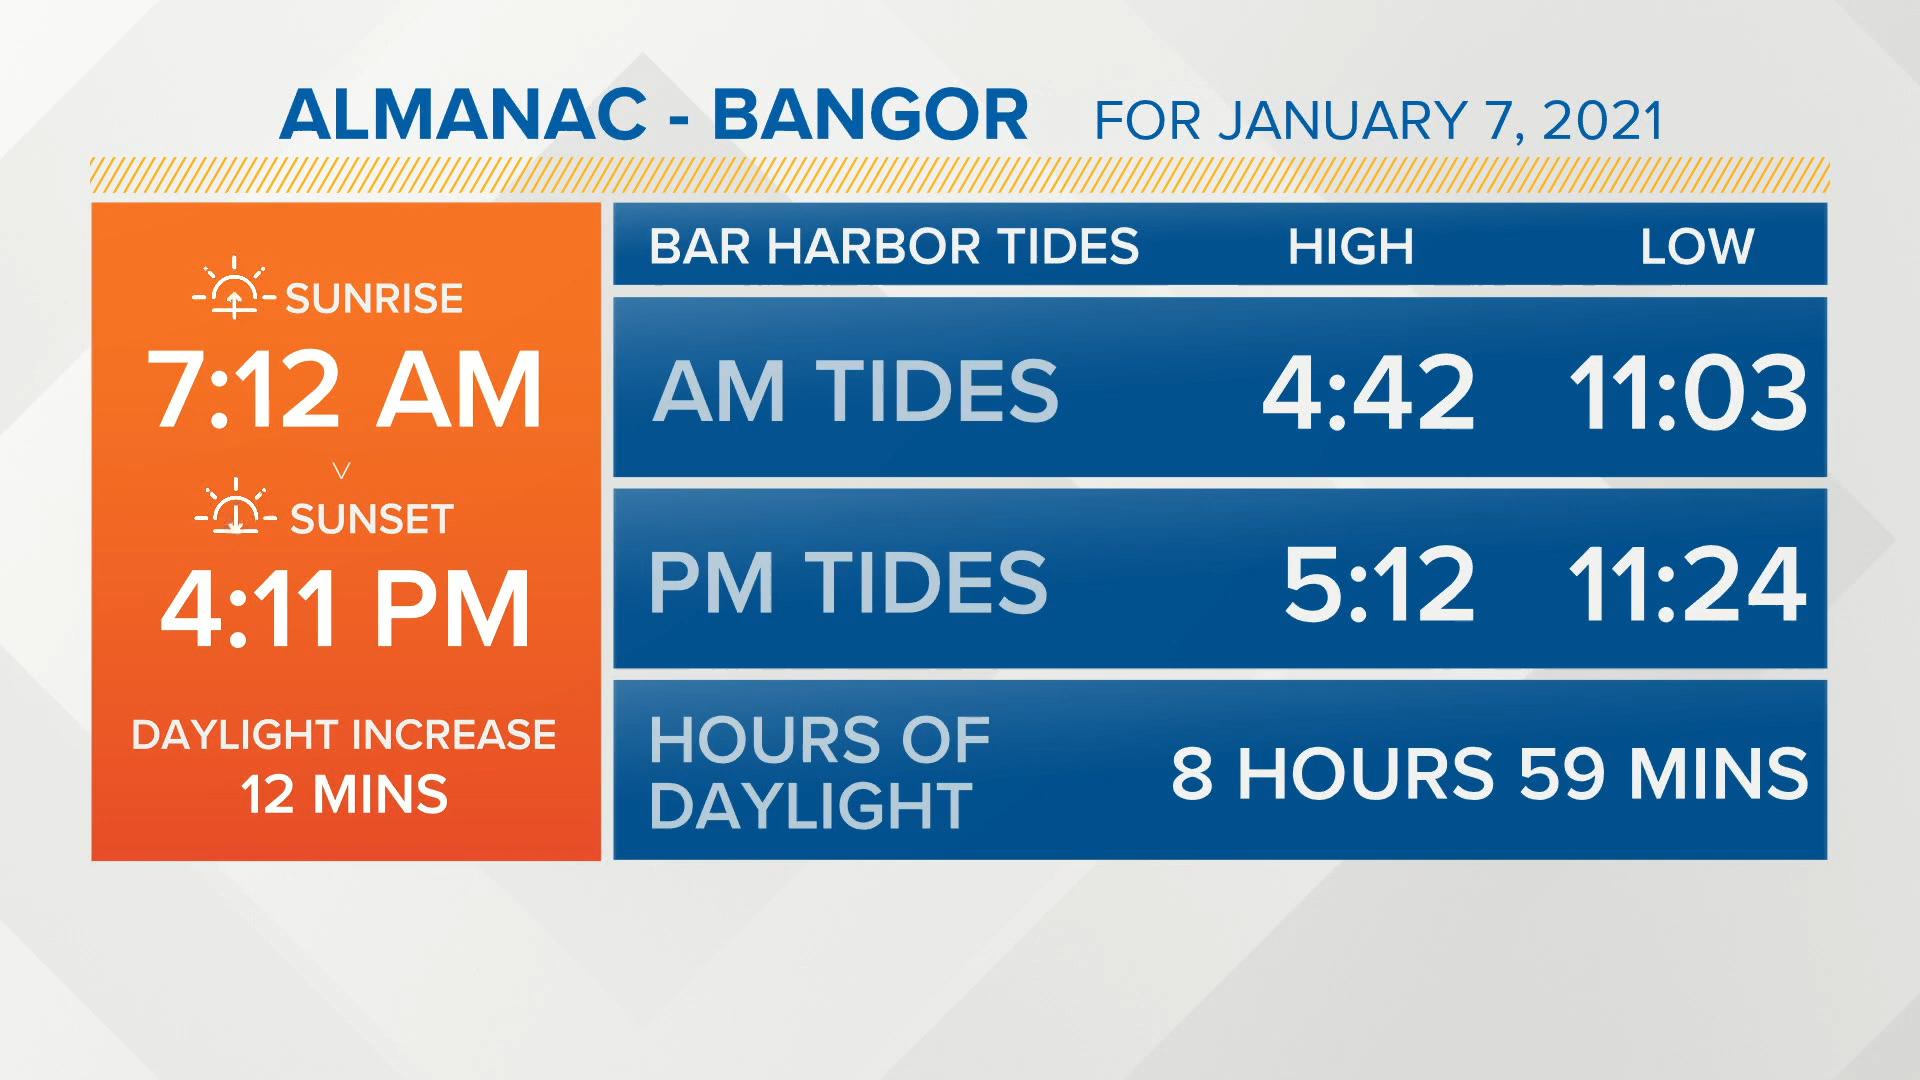 ALMANAC - BANGOR FOR JANUARY 7, 2021
SUNRISE
7:12 AM
SUNSET
4:11 PM
DAYLIGHT INCREASE
12 MINS
BAR HARBOR TIDES HIGH LOW
AM TIDES 4:42 11:03
PM TIDES 5:12 11:24
HOURS OF
DAYLIGHT
8 HOURS 59 MINS